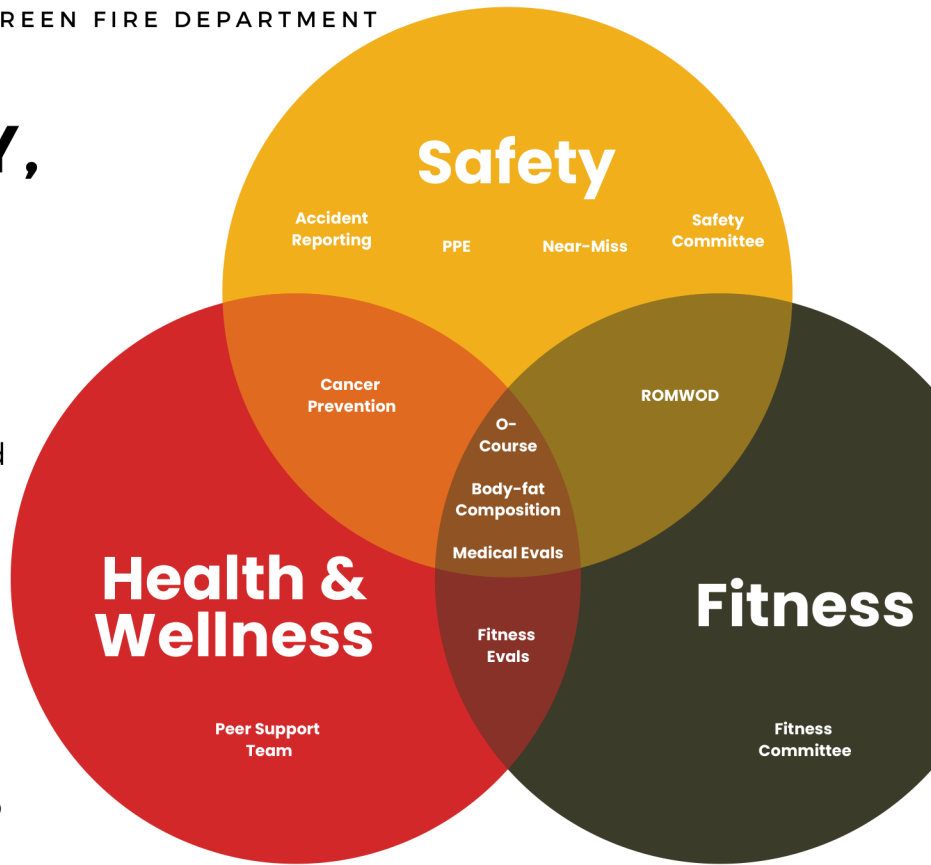 REEN FIRE DEPARTMENT
Y,
Safety
Accident
Reporting
PPE
Near-Miss
Safety
Committee
Cancer
Prevention
ROMWOD
O-
Course
Body-fat
Composition
Medical Evals
Health &
Wellness
Fitness
Fitness
Evals
Peer Support
Team
Fitness
Committee